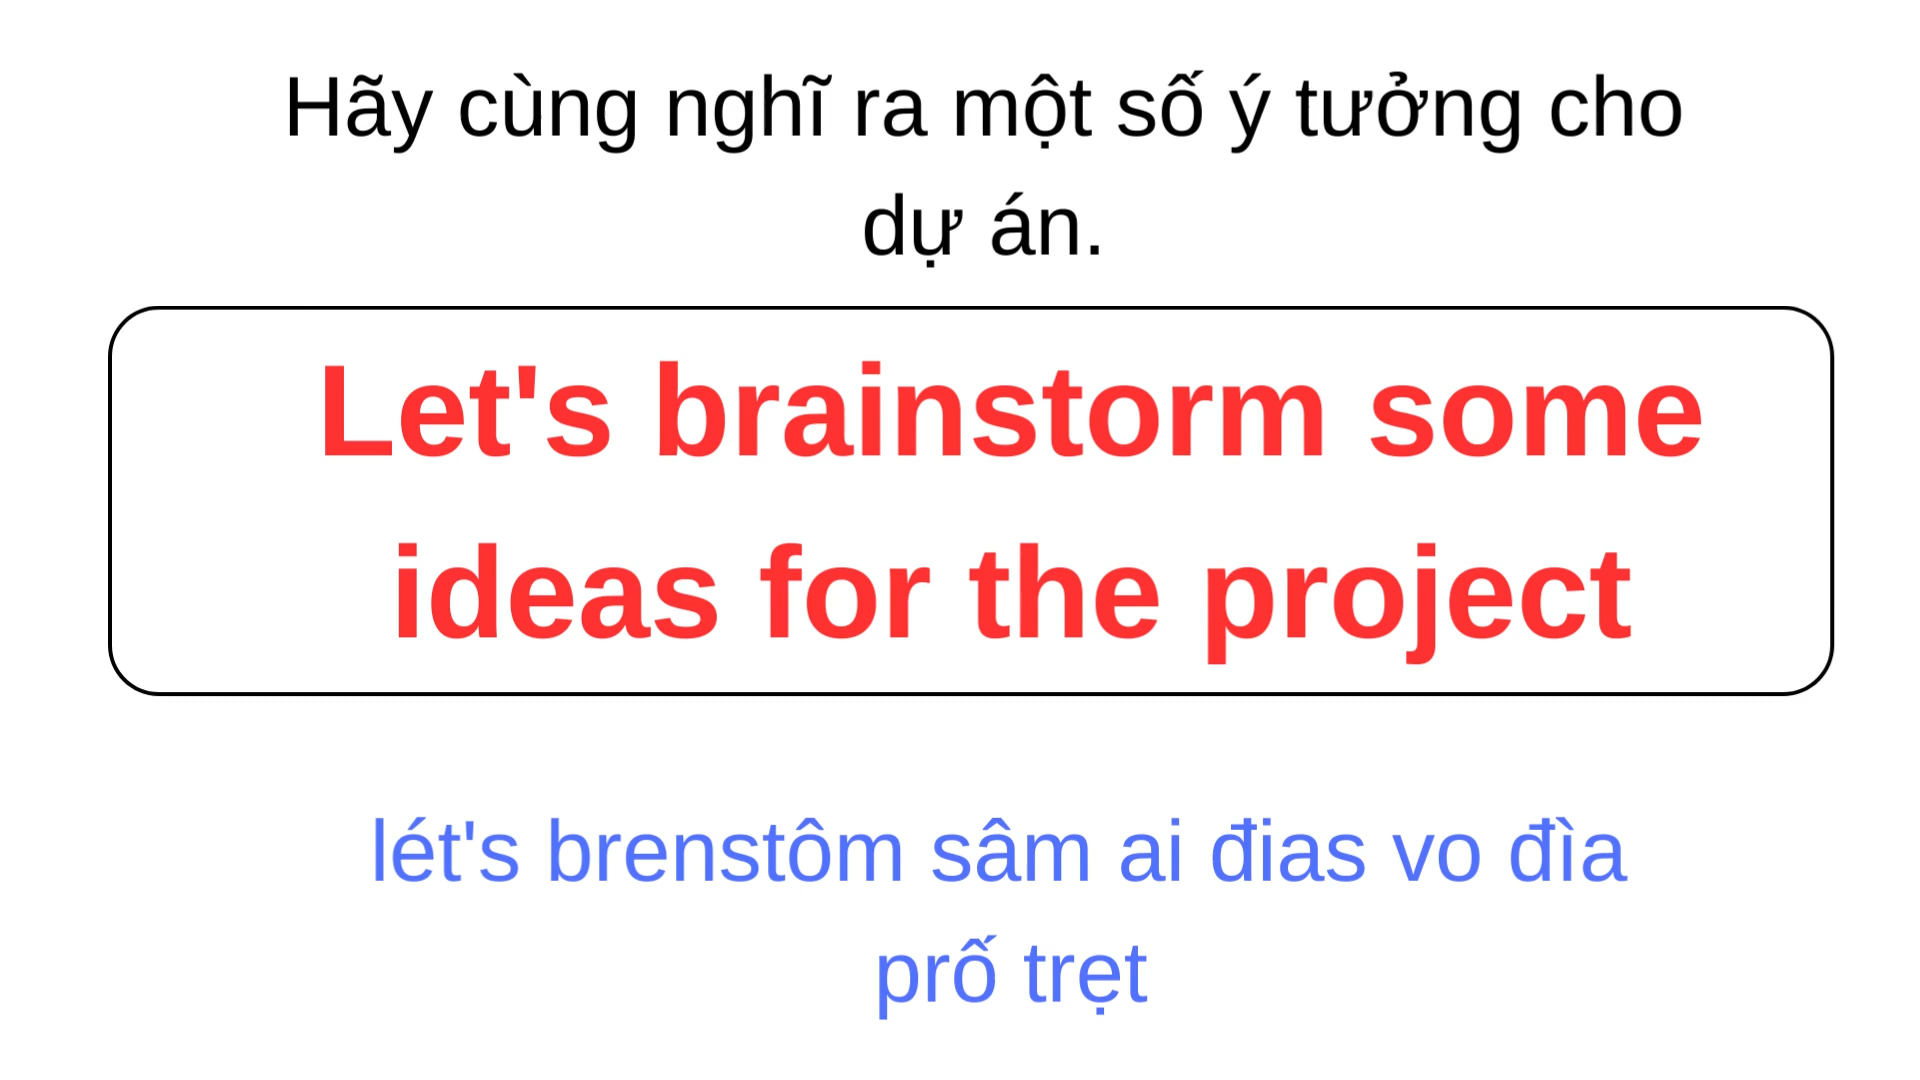 Hãy cùng nghĩ ra một số ý tưởng cho
dự án.
Let's brainstorm some
ideas for the project
lét's brenstôm sâm ai đias vo đìa
prố trẹt